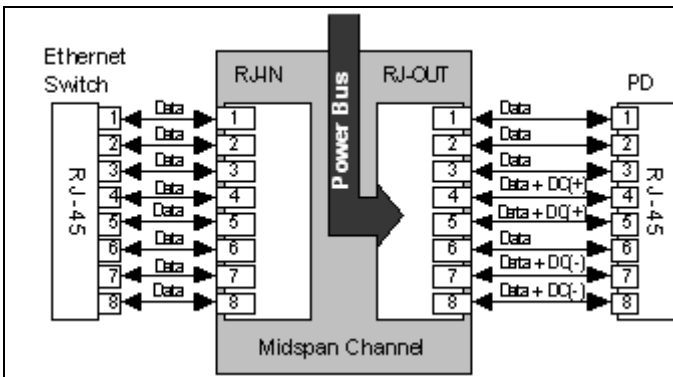 Ethernet
Switch
RJ-IN
Power Bus
RJ-OUT
PD
1 Data 1 1 Data 1
2 Data 2 2 Data 2
3 Data 3 3 Data 3
4 Data 4 4 Data + DC(+) 4
5 Data 5 5 Data + DC(+) 5
6 Data 6 6 Data 6
7 Data 7 7 Data + DC(-) 7
8 Data 8 8 Data + DC(-) 8
RJ-45
RJ-45
Midspan Channel